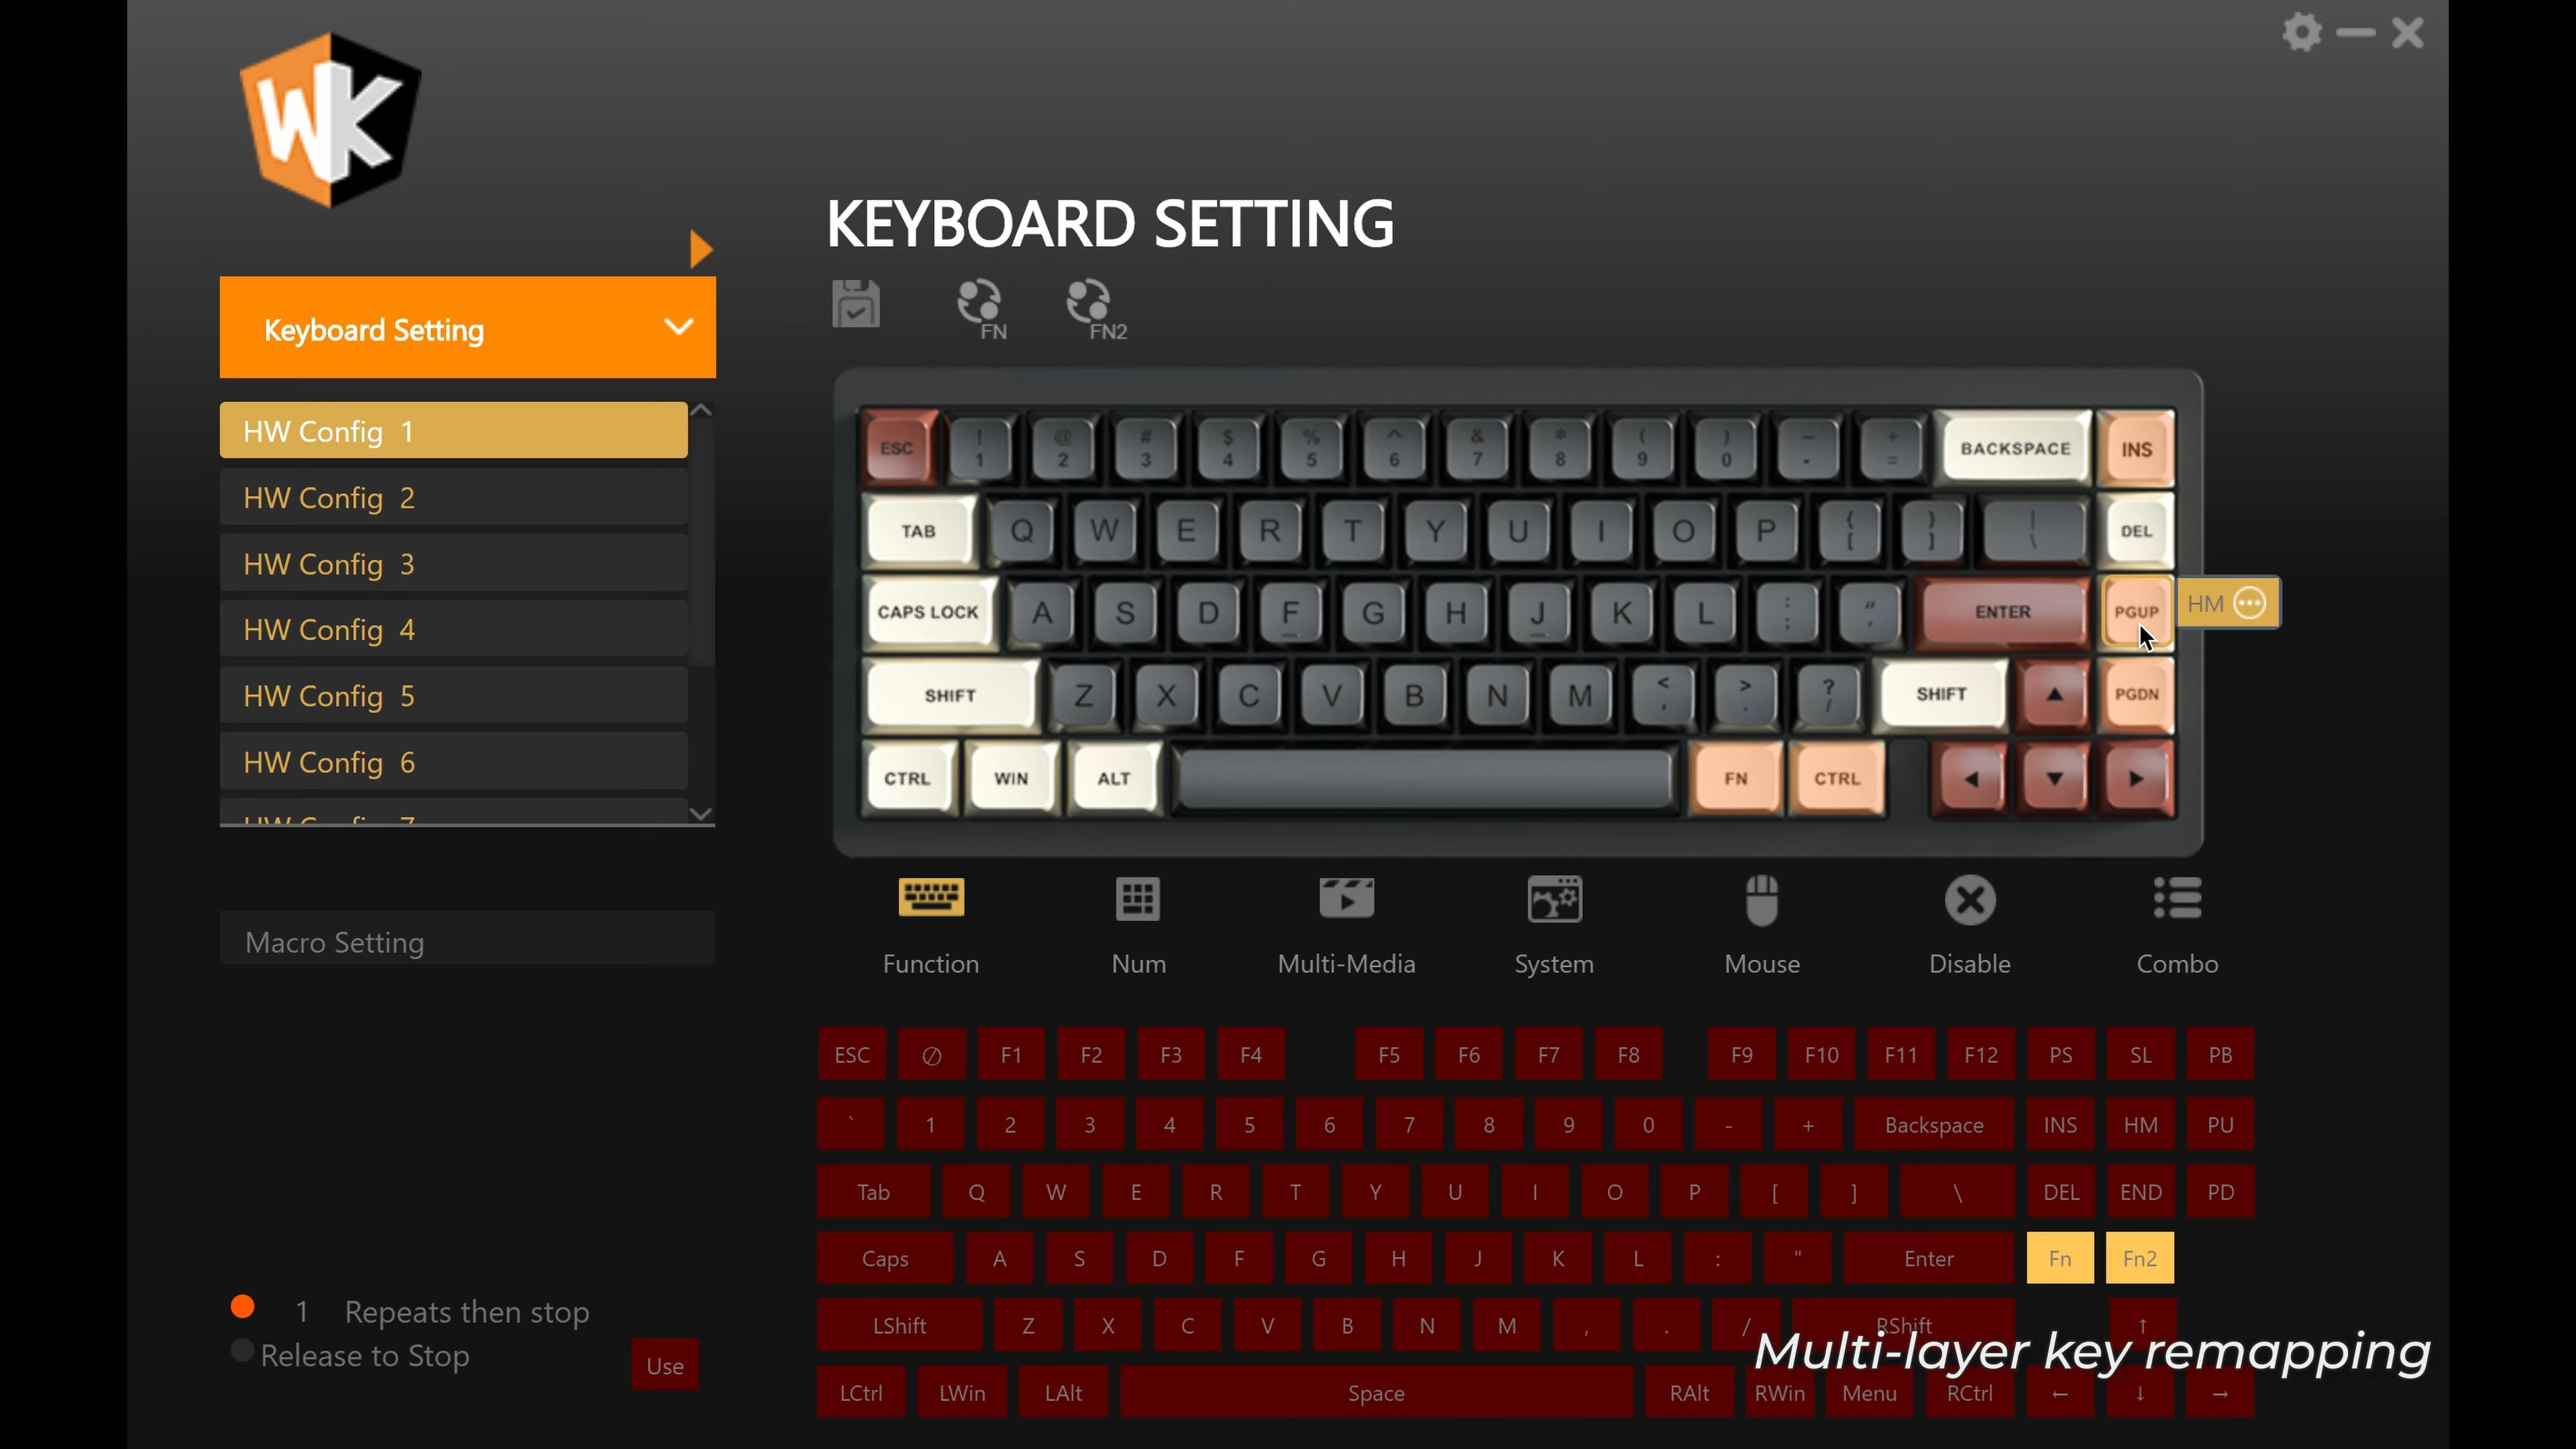 WK
KEYBOARD SETTING
FN FN2
Keyboard Setting
HW Config 1
HW Config 2
HW Config 3
HW Config 4
HW Config 5
HW Config 6
HW Config 7
Macro Setting
1 Repeats then stop
Release to Stop
Use
ESC ! 1 @ 2 # 3 $ 4 % 5 ^ 6 & 7 * 8 ( 9 ) 0 – - + = BACKSPACE INS
TAB Q W E R T Y U I O P { [ } ] | \ DEL
CAPS LOCK A S D F G H J K L : ; “ ‚ ENTER PGUP HM
SHIFT Z X C V B N M < , > . ? / SHIFT ▲ PGDN
CTRL WIN ALT FN CTRL ◀ ▼ ▶
Function Num Multi-Media System Mouse Disable Combo
ESC F1 F2 F3 F4 F5 F6 F7 F8 F9 F10 F11 F12 PS SL PB
` 1 2 3 4 5 6 7 8 9 0 - + Backspace INS HM PU
Tab Q W E R T Y U I O P [ ] \ DEL END PD
Caps A S D F G H J K L : " Enter Fn Fn2
LShift Z X C V B N M , . / RShift ↑
Multi-layer key remapping
LCtrl LWin LAlt Space RAlt RWin Menu RCtrl ← ↓ →